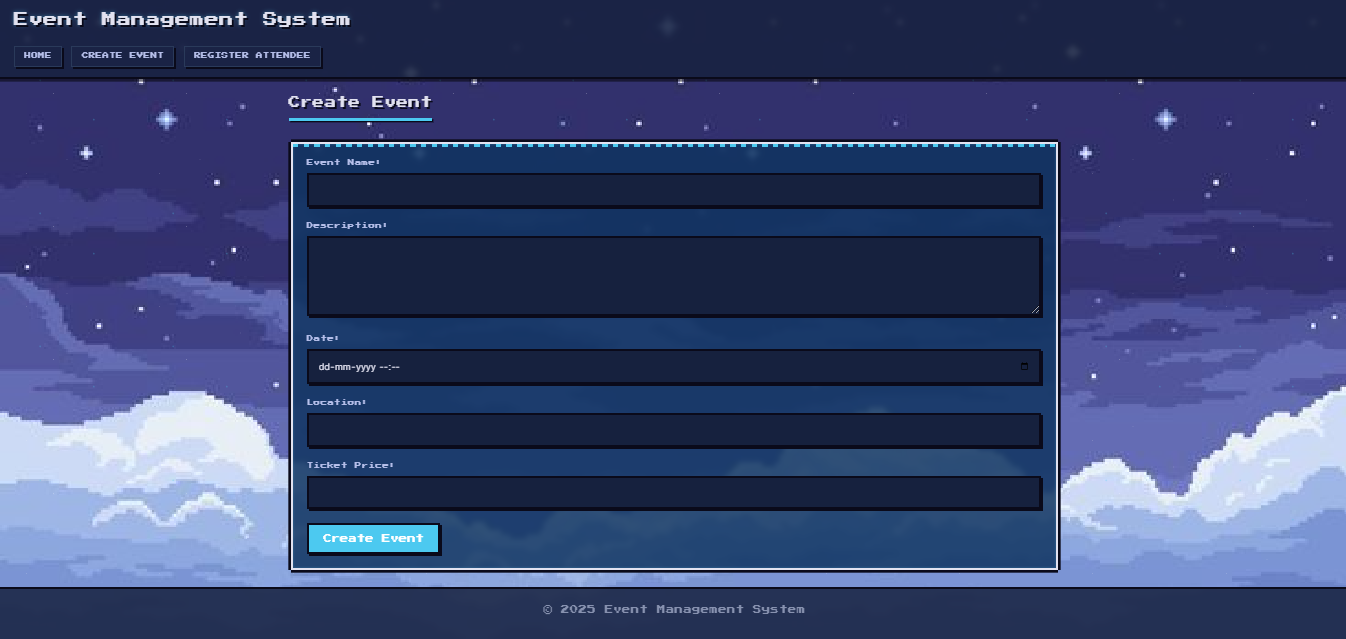 Event Management System
HOME CREATE EVENT REGISTER ATTENDEE
Create Event
Event Name:
Description:
Date:
dd-mm-yyyy --:--
Location:
Ticket Price:
Create Event
© 2025 Event Management System